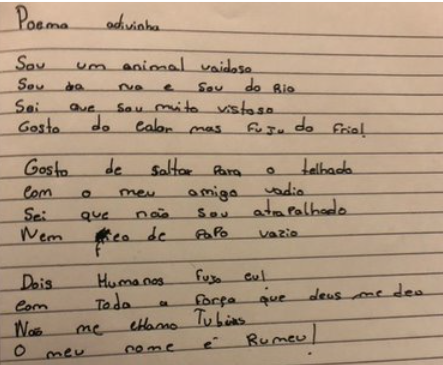 Poema adivinha
Sou um animal vaidoso
Sou da rua e sou do Rio
Sei que sou muito vistoso
Gosto do calor mas fujo do frio!
Gosto de saltar para o telhado
Com o meu amigo vadio
Sei que não sou atrapalhado
Nem fico de papo vazio
Dois Humanos fujo eu!
Com toda a força que deus me deu
Não me chamo Tubias
O meu nome é Rumeu!